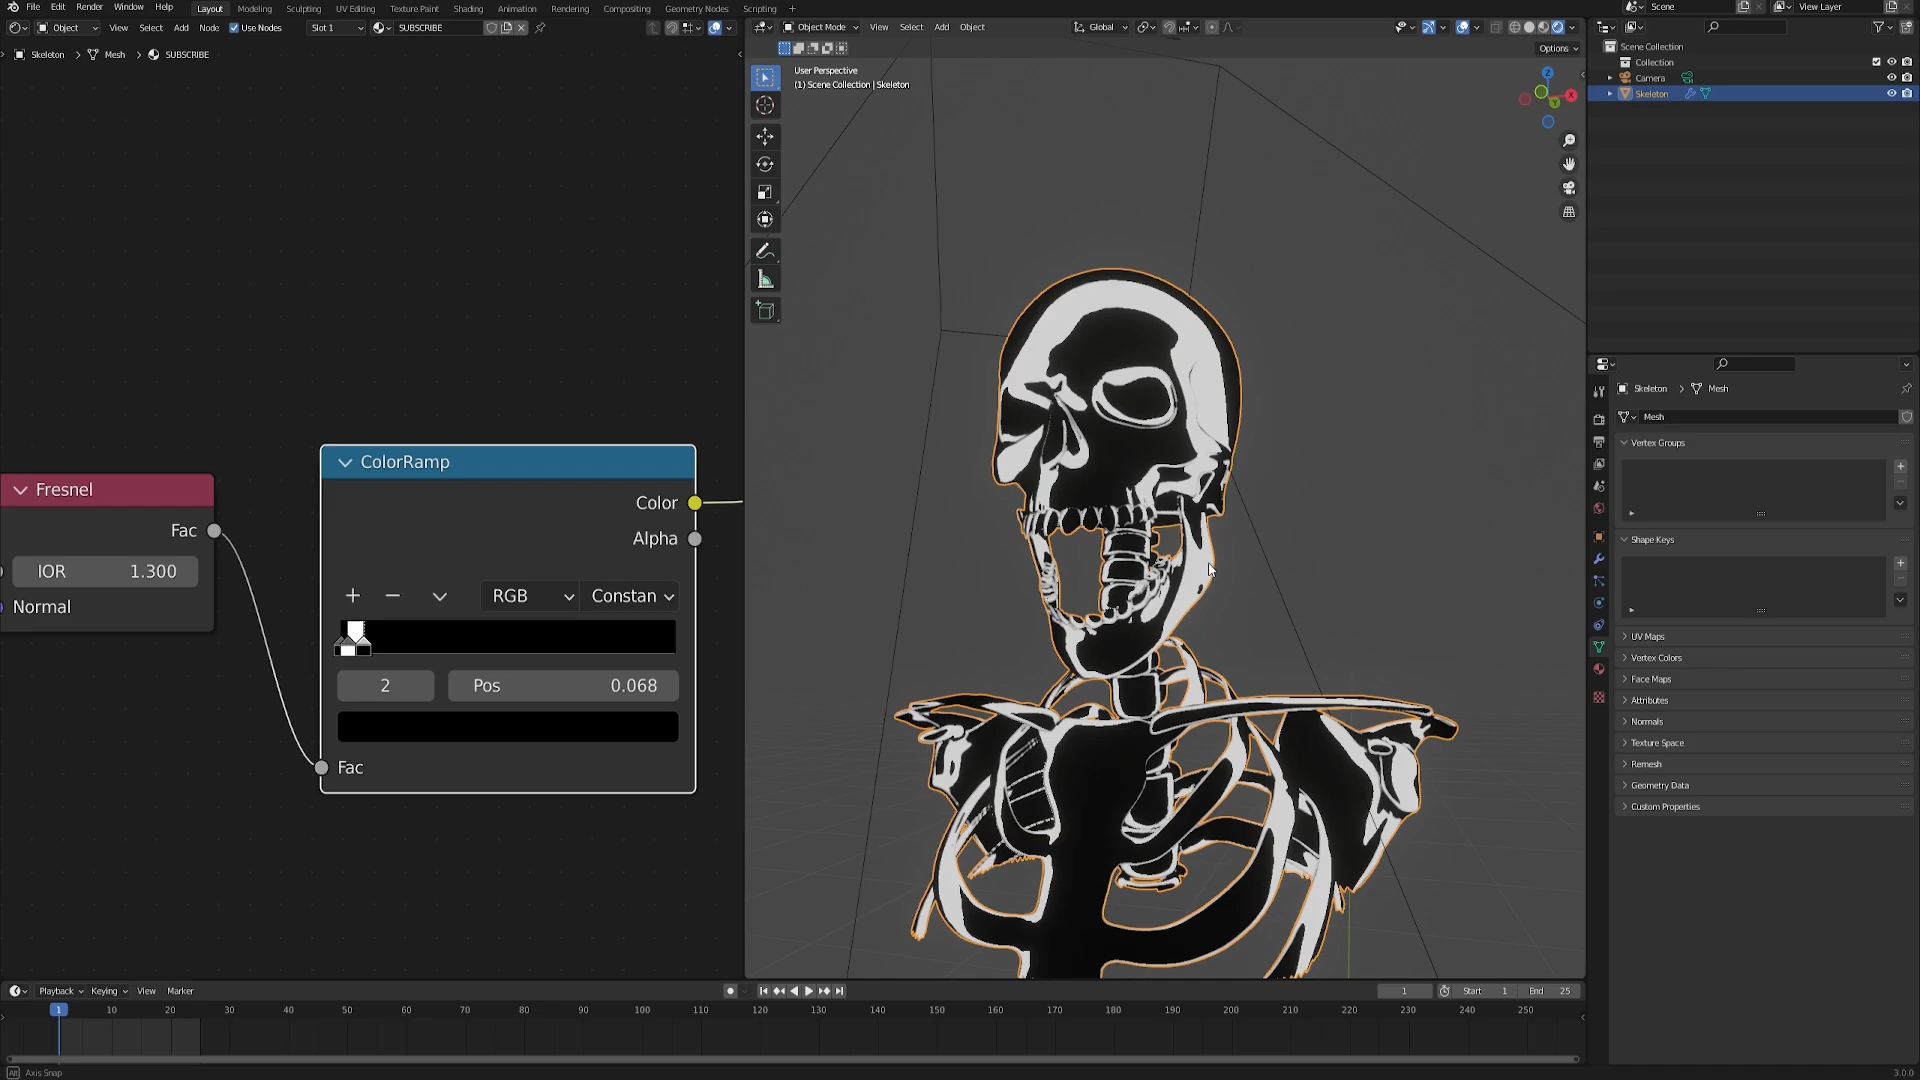 File Edit Render Window Help Layout Modeling Sculpting UV Editing Texture Paint Shading Animation Rendering Compositing Geometry Nodes Scripting + Scene View Layer
Object View Select Add Node Use Nodes Slot 1 SUBSCRIBE
Object Mode View Select Add Object Global
Options
Skeleton > Mesh > SUBSCRIBE
User Perspective
(1) Scene Collection | Skeleton
Z
X
Y
Scene Collection
Collection
Camera
Skeleton
Skeleton > Mesh
Mesh
Vertex Groups
Shape Keys
UV Maps
Vertex Colors
Face Maps
Attributes
Normals
Texture Space
Remesh
Geometry Data
Custom Properties
Fresnel
Fac
IOR 1.300
Normal
ColorRamp
Color
Alpha
+ − RGB Constan
2 Pos 0.068
Fac
Playback Keying View Marker 1 Start 1 End 25
1 10 20 30 40 50 60 70 80 90 100 110 120 130 140 150 160 170 180 190 200 210 220 230 240 250
Alt Axis Snap 3.0.0